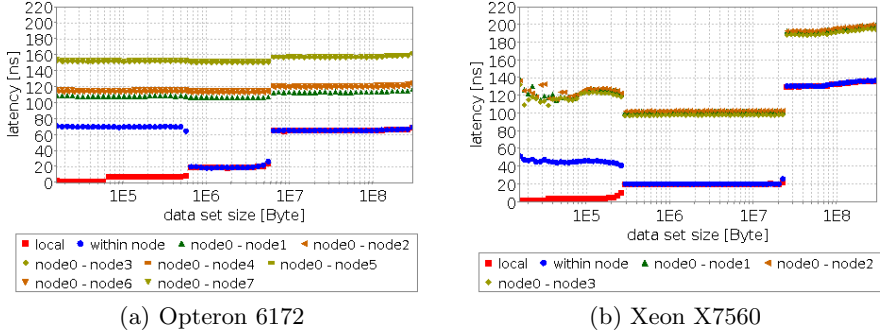 220
200
180
160
140
120
100
80
60
40
20
0
latency [ns]
1E5 1E6 1E7 1E8
data set size [Byte]
local within node node0 - node1 node0 - node2
node0 - node3 node0 - node4 node0 - node5
node0 - node6 node0 - node7
(a) Opteron 6172
220
200
180
160
140
120
100
80
60
40
20
0
latency [ns]
1E5 1E6 1E7 1E8
data set size [Byte]
local within node node0 - node1 node0 - node2
node0 - node3
(b) Xeon X7560